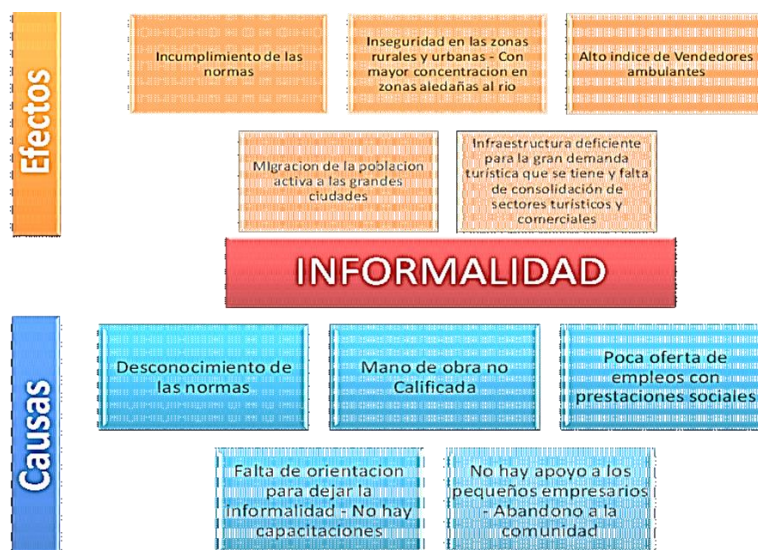 Efectos
Incumplimiento de las
normas
Inseguridad en las zonas
rurales y urbanas - Con
mayor concentracion en
zonas aledañas al rio
Alto indice de Vendedores
ambulantes
MIgracion de la poblacion
activa a las grandes
ciudades
Infraestructura deficiente
para la gran demanda
turística que se tiene y falta
de consolidación de
sectores turísticos y
comerciales
INFORMALIDAD
Causas
Desconocimiento de
las normas
Mano de obra no
Calificada
Poca oferta de
empleos con
prestaciones sociales
Falta de orientacion
para dejar la
informalidad - No hay
capacitaciones
No hay apoyo a los
pequeños empresarios
- Abandono a la
comunidad